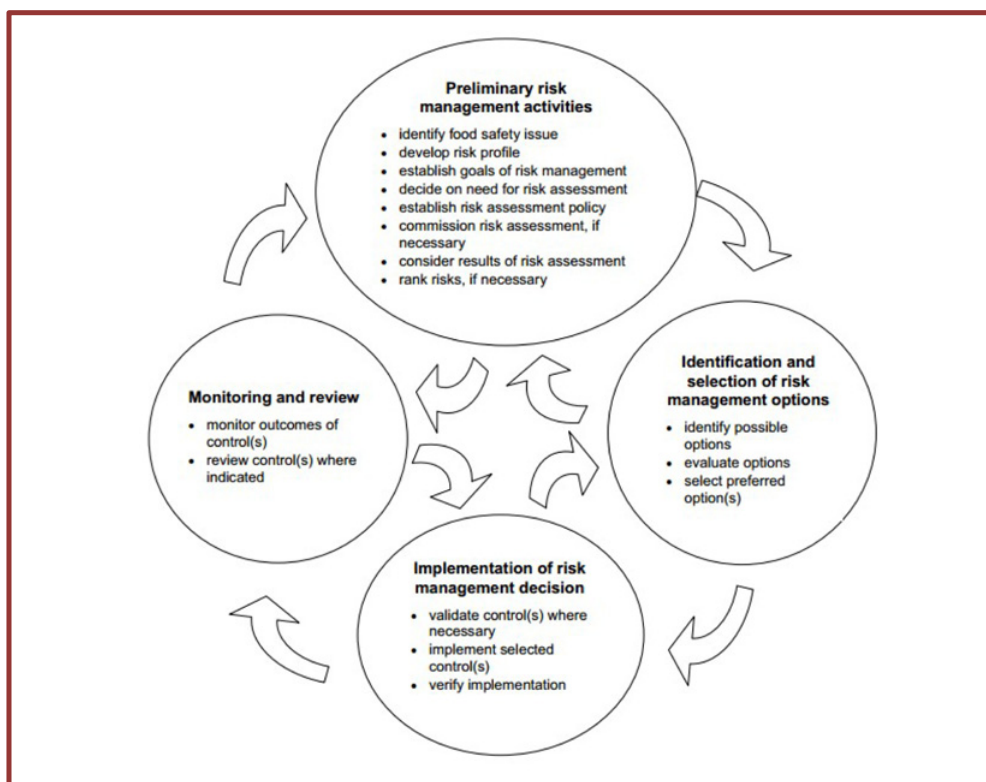 Preliminary risk
management activities
• identify food safety issue
• develop risk profile
• establish goals of risk management
• decide on need for risk assessment
• establish risk assessment policy
• commission risk assessment, if
necessary
• consider results of risk assessment
• rank risks, if necessary
Identification and
selection of risk
management options
• identify possible
options
• evaluate options
• select preferred
option(s)
Implementation of risk
management decision
• validate control(s) where
necessary
• implement selected
control(s)
• verify implementation
Monitoring and review
• monitor outcomes of
control(s)
• review control(s) where
indicated